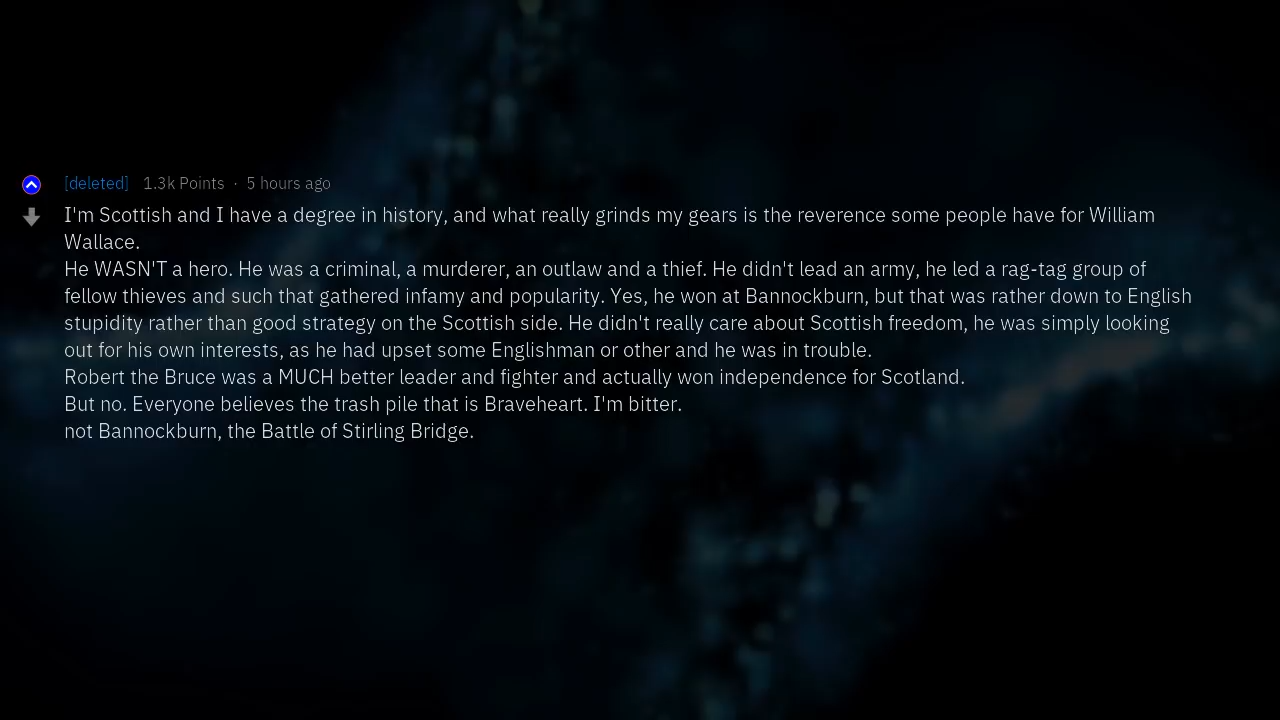 [deleted] 1.3k Points · 5 hours ago
I'm Scottish and I have a degree in history, and what really grinds my gears is the reverence some people have for William
Wallace.
He WASN'T a hero. He was a criminal, a murderer, an outlaw and a thief. He didn't lead an army, he led a rag-tag group of
fellow thieves and such that gathered infamy and popularity. Yes, he won at Bannockburn, but that was rather down to English
stupidity rather than good strategy on the Scottish side. He didn't really care about Scottish freedom, he was simply looking
out for his own interests, as he had upset some Englishman or other and he was in trouble.
Robert the Bruce was a MUCH better leader and fighter and actually won independence for Scotland.
But no. Everyone believes the trash pile that is Braveheart. I'm bitter.
not Bannockburn, the Battle of Stirling Bridge.